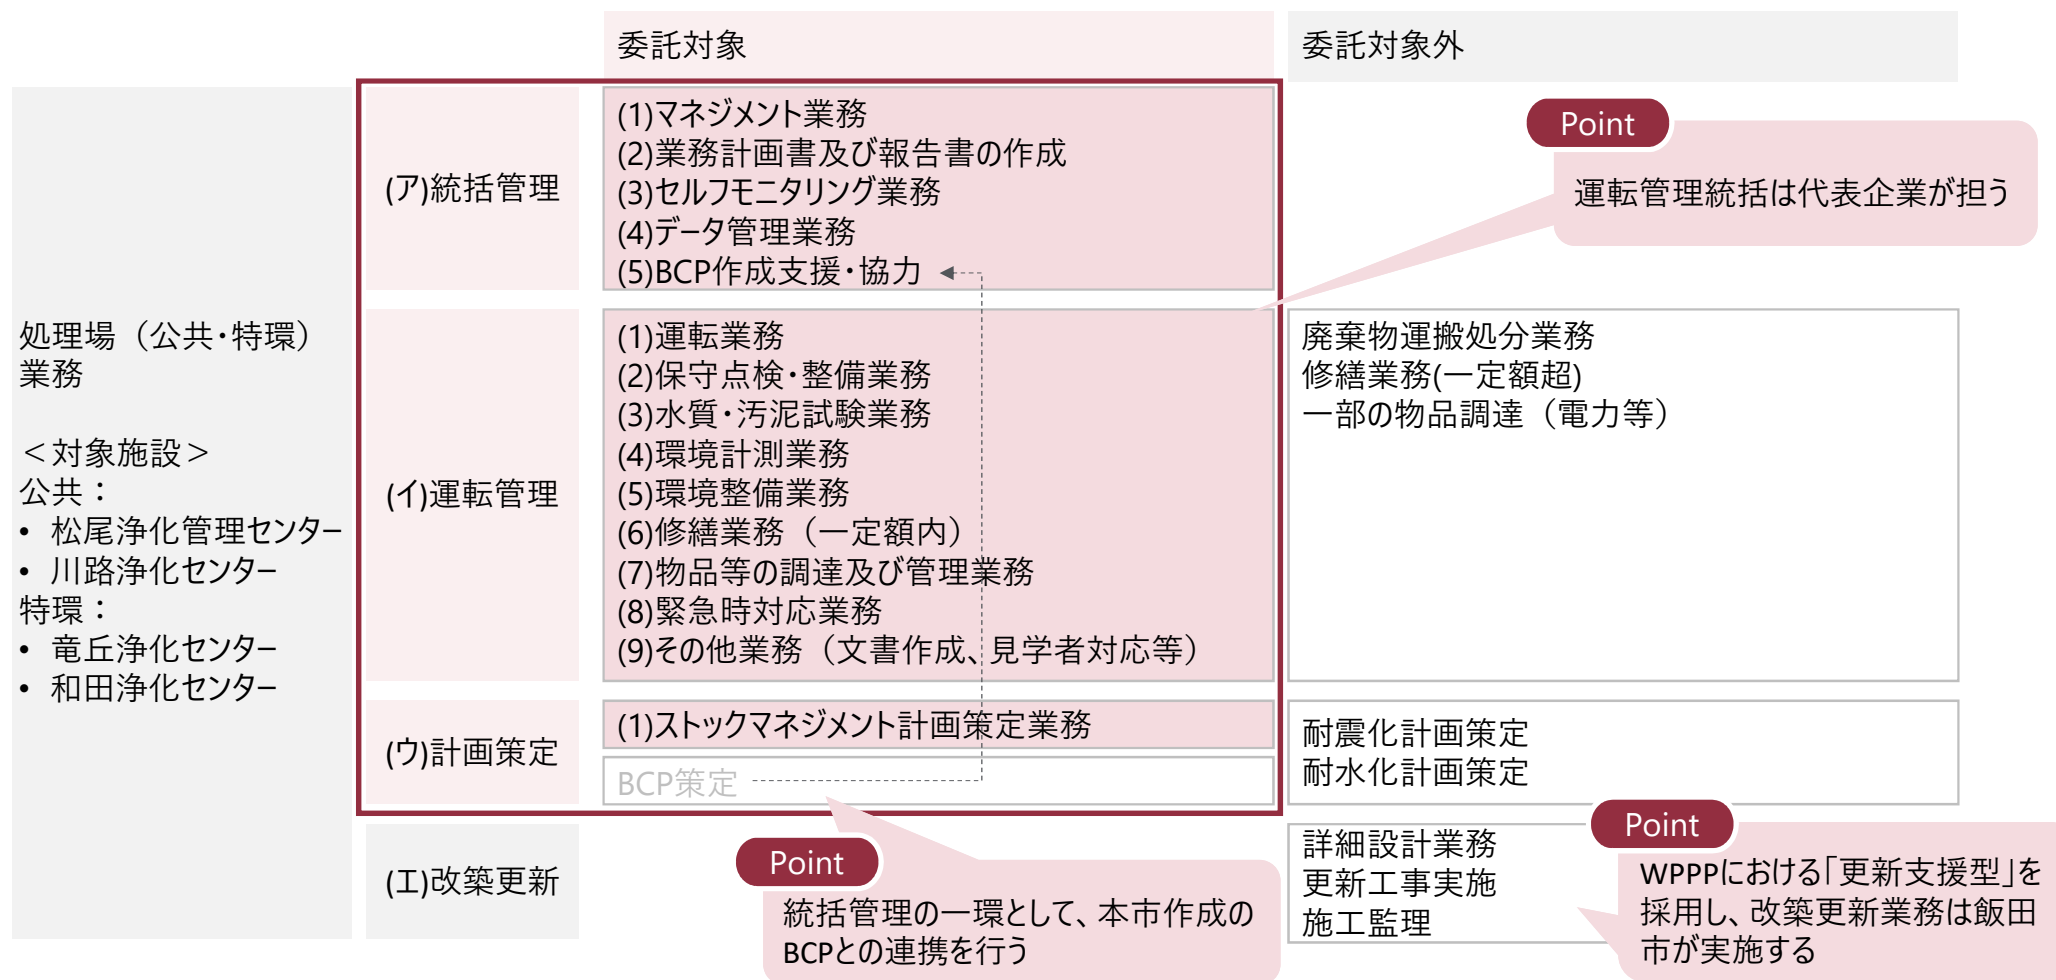 委託対象
委託対象外
処理場（公共・特環）
業務
＜対象施設＞
公共：
• 松尾浄化管理センター
• 川路浄化センター
特環：
• 竜丘浄化センター
• 和田浄化センター
(ア)統括管理
(1)マネジメント業務
(2)業務計画書及び報告書の作成
(3)セルフモニタリング業務
(4)データ管理業務
(5)BCP作成支援・協力
Point
運転管理統括は代表企業が担う
(イ)運転管理
(1)運転業務
(2)保守点検・整備業務
(3)水質・汚泥試験業務
(4)環境計測業務
(5)環境整備業務
(6)修繕業務（一定額内）
(7)物品等の調達及び管理業務
(8)緊急時対応業務
(9)その他業務（文書作成、見学者対応等）
廃棄物運搬処分業務
修繕業務(一定額超)
一部の物品調達（電力等）
(ウ)計画策定
(1)ストックマネジメント計画策定業務
BCP策定
耐震化計画策定
耐水化計画策定
(エ)改築更新
Point
統括管理の一環として、本市作成の
BCPとの連携を行う
詳細設計業務
更新工事実施
施工監理
Point
WPPPにおける「更新支援型」を
採用し、改築更新業務は飯田
市が実施する